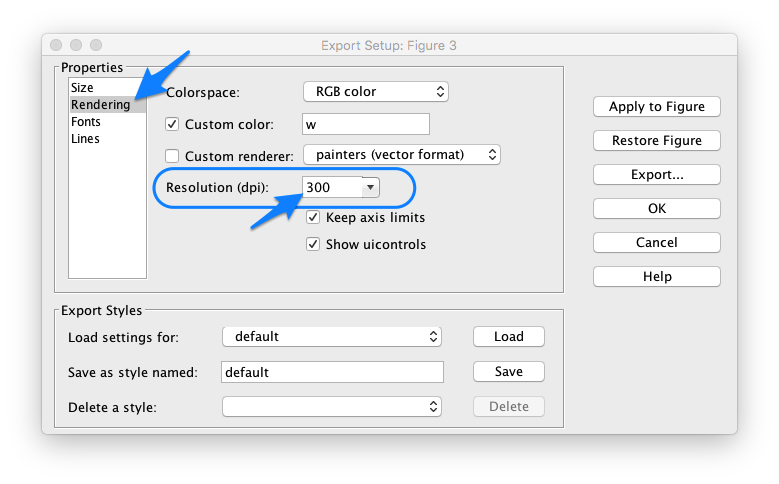 Export Setup: Figure 3
Properties
Size
Rendering
Fonts
Lines
Colorspace: RGB color
Custom color: w
Custom renderer: painters (vector format)
Resolution (dpi): 300
Keep axis limits
Show uicontrols
Apply to Figure
Restore Figure
Export...
OK
Cancel
Help
Export Styles
Load settings for: default Load
Save as style named: default Save
Delete a style: Delete